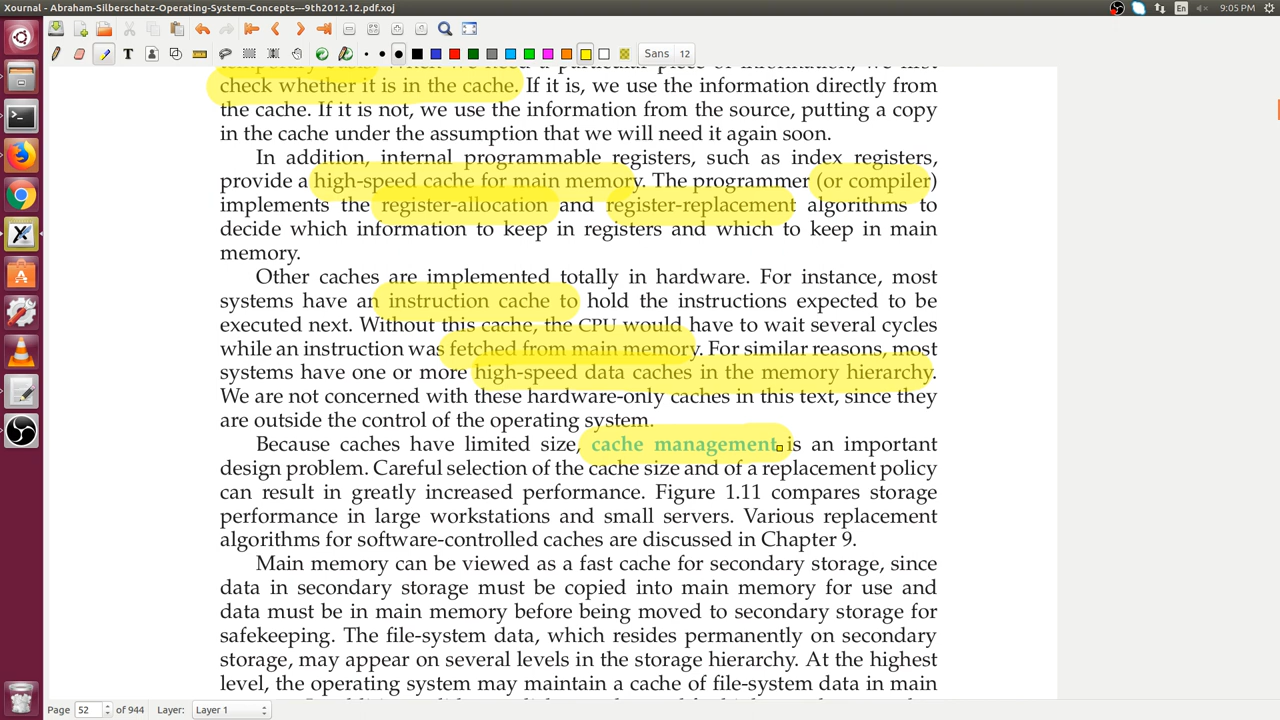 Xournal - Abraham-Silberschatz-Operating-System-Concepts---9th2012.12.pdf.xoj
En
9:05 PM
Sans 12
check whether it is in the cache. If it is, we use the information directly from
the cache. If it is not, we use the information from the source, putting a copy
in the cache under the assumption that we will need it again soon.
In addition, internal programmable registers, such as index registers,
provide a high-speed cache for main memory. The programmer (or compiler)
implements the register-allocation and register-replacement algorithms to
decide which information to keep in registers and which to keep in main
memory.
Other caches are implemented totally in hardware. For instance, most
systems have an instruction cache to hold the instructions expected to be
executed next. Without this cache, the CPU would have to wait several cycles
while an instruction was fetched from main memory. For similar reasons, most
systems have one or more high-speed data caches in the memory hierarchy.
We are not concerned with these hardware-only caches in this text, since they
are outside the control of the operating system.
Because caches have limited size, cache management is an important
design problem. Careful selection of the cache size and of a replacement policy
can result in greatly increased performance. Figure 1.11 compares storage
performance in large workstations and small servers. Various replacement
algorithms for software-controlled caches are discussed in Chapter 9.
Main memory can be viewed as a fast cache for secondary storage, since
data in secondary storage must be copied into main memory for use and
data must be in main memory before being moved to secondary storage for
safekeeping. The file-system data, which resides permanently on secondary
storage, may appear on several levels in the storage hierarchy. At the highest
level, the operating system may maintain a cache of file-system data in main
Page 52 of 944 Layer: Layer 1